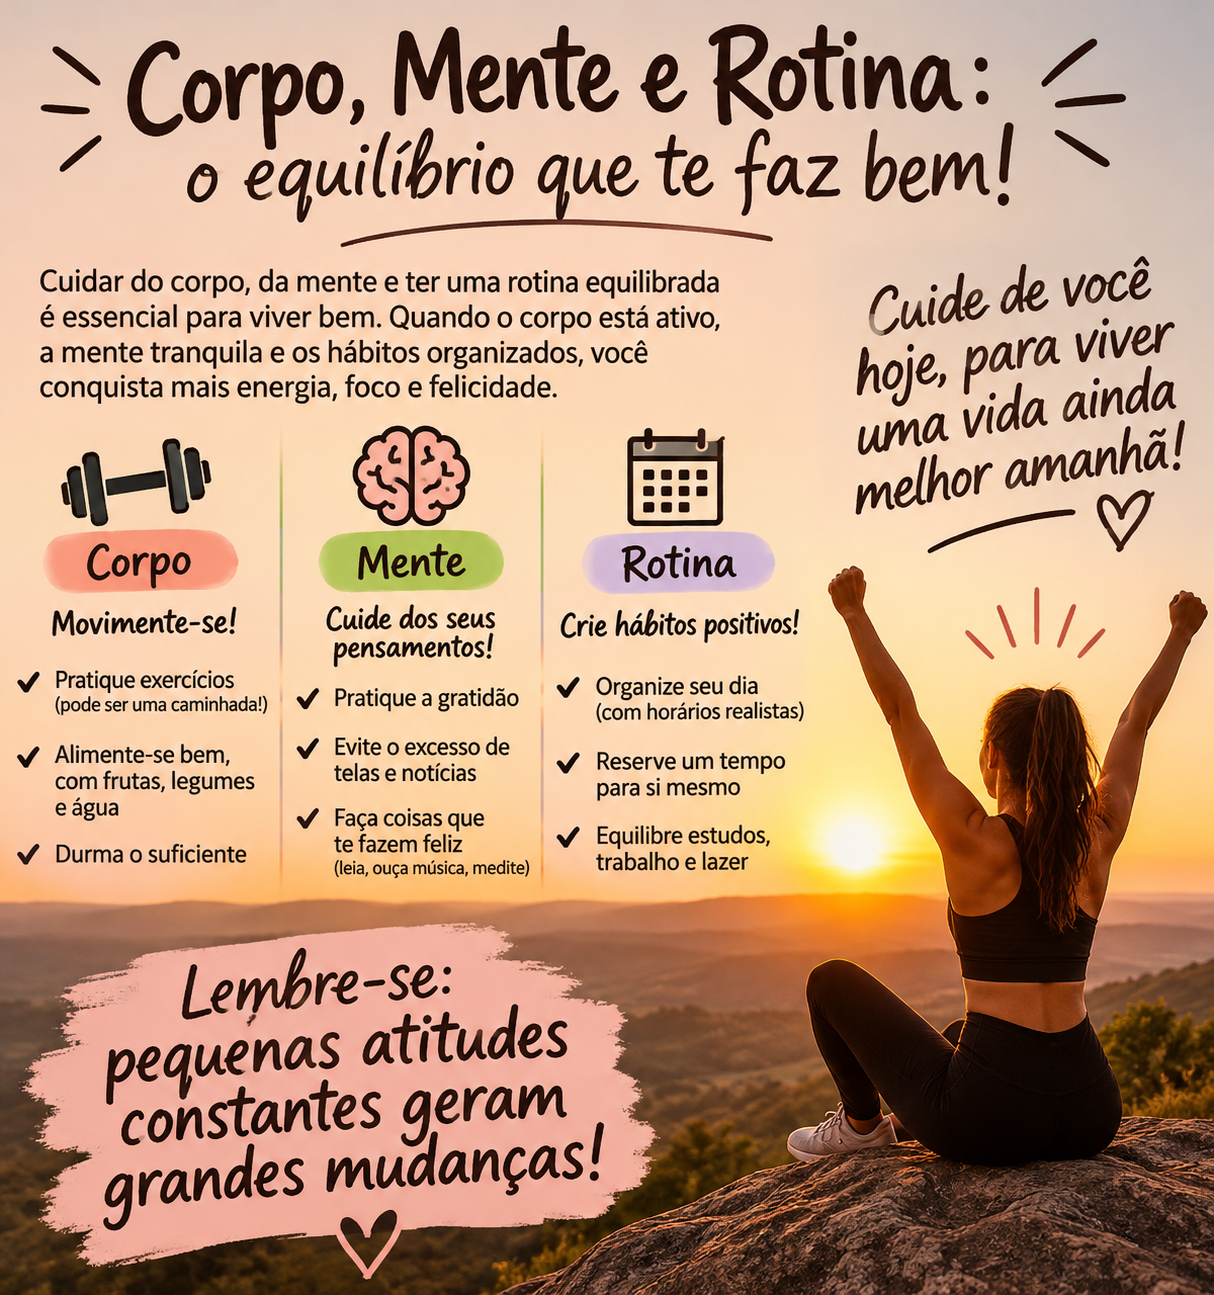 Corpo, Mente e Rotina:
o equilíbrio que te faz bem!
Cuidar do corpo, da mente e ter uma rotina equilibrada
é essencial para viver bem. Quando o corpo está ativo,
a mente tranquila e os hábitos organizados, você
conquista mais energia, foco e felicidade.
Cuide de você
hoje, para viver
uma vida ainda
melhor amanhã!
Corpo
Movimente-se!
Pratique exercícios
(pode ser uma caminhada!)
Alimente-se bem,
com frutas, legumes
e água
Durma o suficiente
Mente
Cuide dos seus
pensamentos!
Pratique a gratidão
Evite o excesso de
telas e notícias
Faça coisas que
te fazem feliz
(leia, ouça música, medite)
Rotina
Crie hábitos positivos!
Organize seu dia
(com horários realistas)
Reserve um tempo
para si mesmo
Equilibre estudos,
trabalho e lazer
Lembre-se:
pequenas atitudes
constantes geram
grandes mudanças!